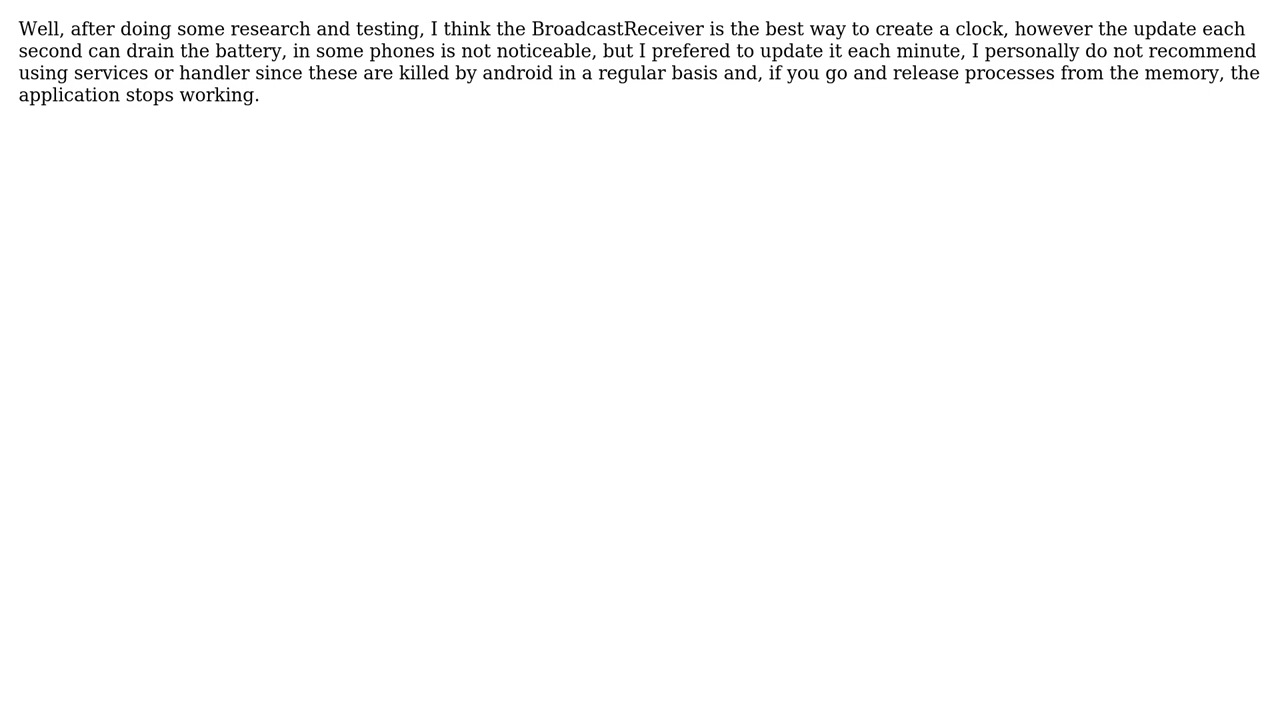 Well, after doing some research and testing, I think the BroadcastReceiver is the best way to create a clock, however the update each
second can drain the battery, in some phones is not noticeable, but I prefered to update it each minute, I personally do not recommend
using services or handler since these are killed by android in a regular basis and, if you go and release processes from the memory, the
application stops working.